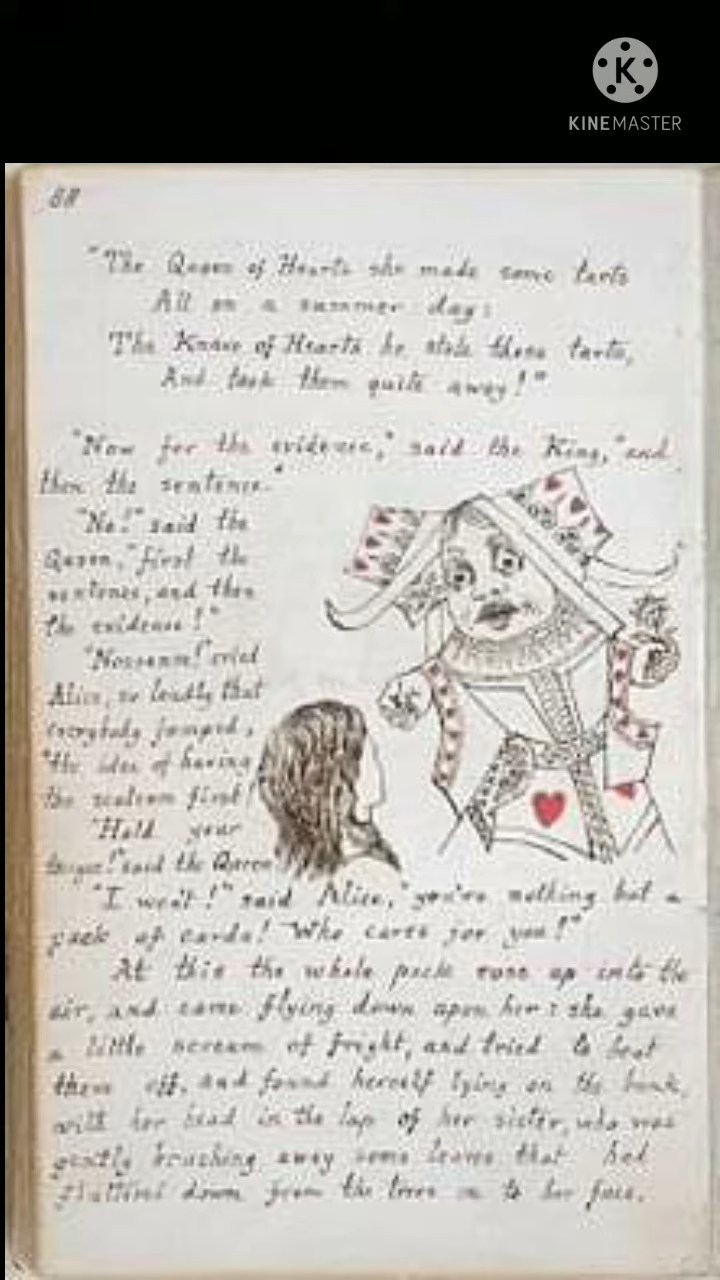 KINEMASTER
88
"The Queen of Hearts she made some tarts
All on a summer day:
The Knave of Hearts he stole those tarts,
And took them quite away!"
"Now for the evidence," said the King, "and
then the sentence."
"No!" said the
Queen, "first the
sentence, and then
the evidence!"
"Nonsense!" cried
Alice, so loudly that
everybody jumped,
"the idea of having
the sentence first!
"Hold your
tongue!" said the Queen.
"I won't!" said Alice, "you're nothing but a
pack of cards! Who cares for you?"
At this the whole pack rose up into the
air, and came flying down upon her: she gave
a little scream of fright, and tried to beat
them off, and found herself lying on the bank,
with her head in the lap of her sister, who was
gently brushing away some leaves that had
fluttered down from the trees on to her face.